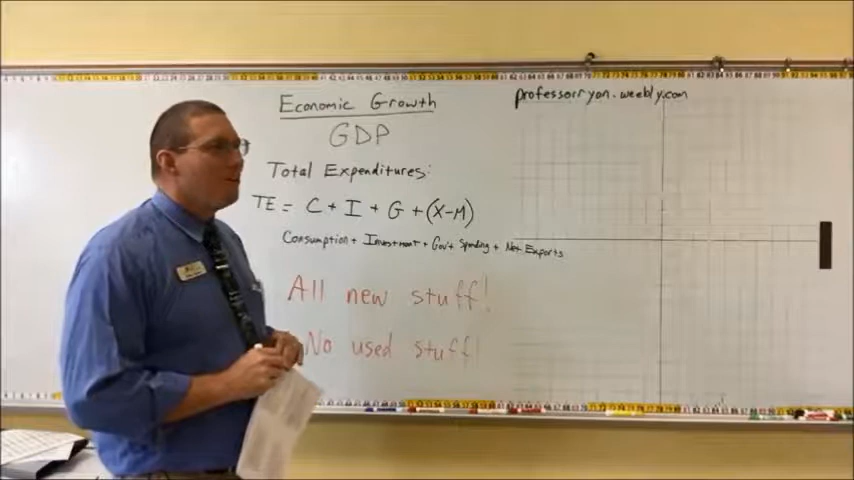 Economic Growth
professorryan.weebly.com
GDP
Total Expenditures:
TE = C + I + G + (X-M)
Consumption + Investment + Gov't Spending + Net Exports
All new stuff!
No used stuff!